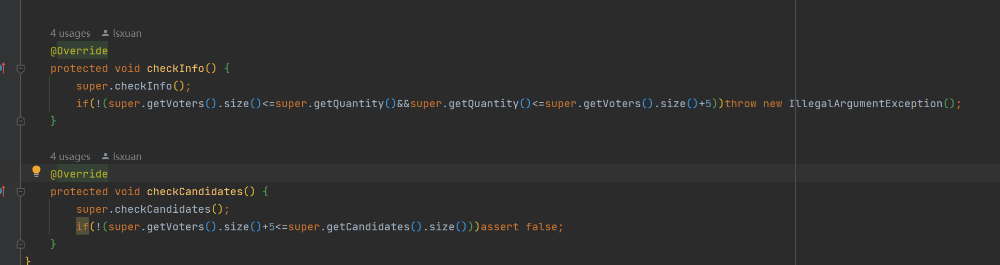 4 usages lsxuan
@Override
protected void checkInfo() {
super.checkInfo();
if(!(super.getVoters().size()<=super.getQuantity()&&super.getQuantity()<=super.getVoters().size()+5))throw new IllegalArgumentException();
}
4 usages lsxuan
@Override
protected void checkCandidates() {
super.checkCandidates();
if(!(super.getVoters().size()+5<=super.getCandidates().size()))assert false;
}
}